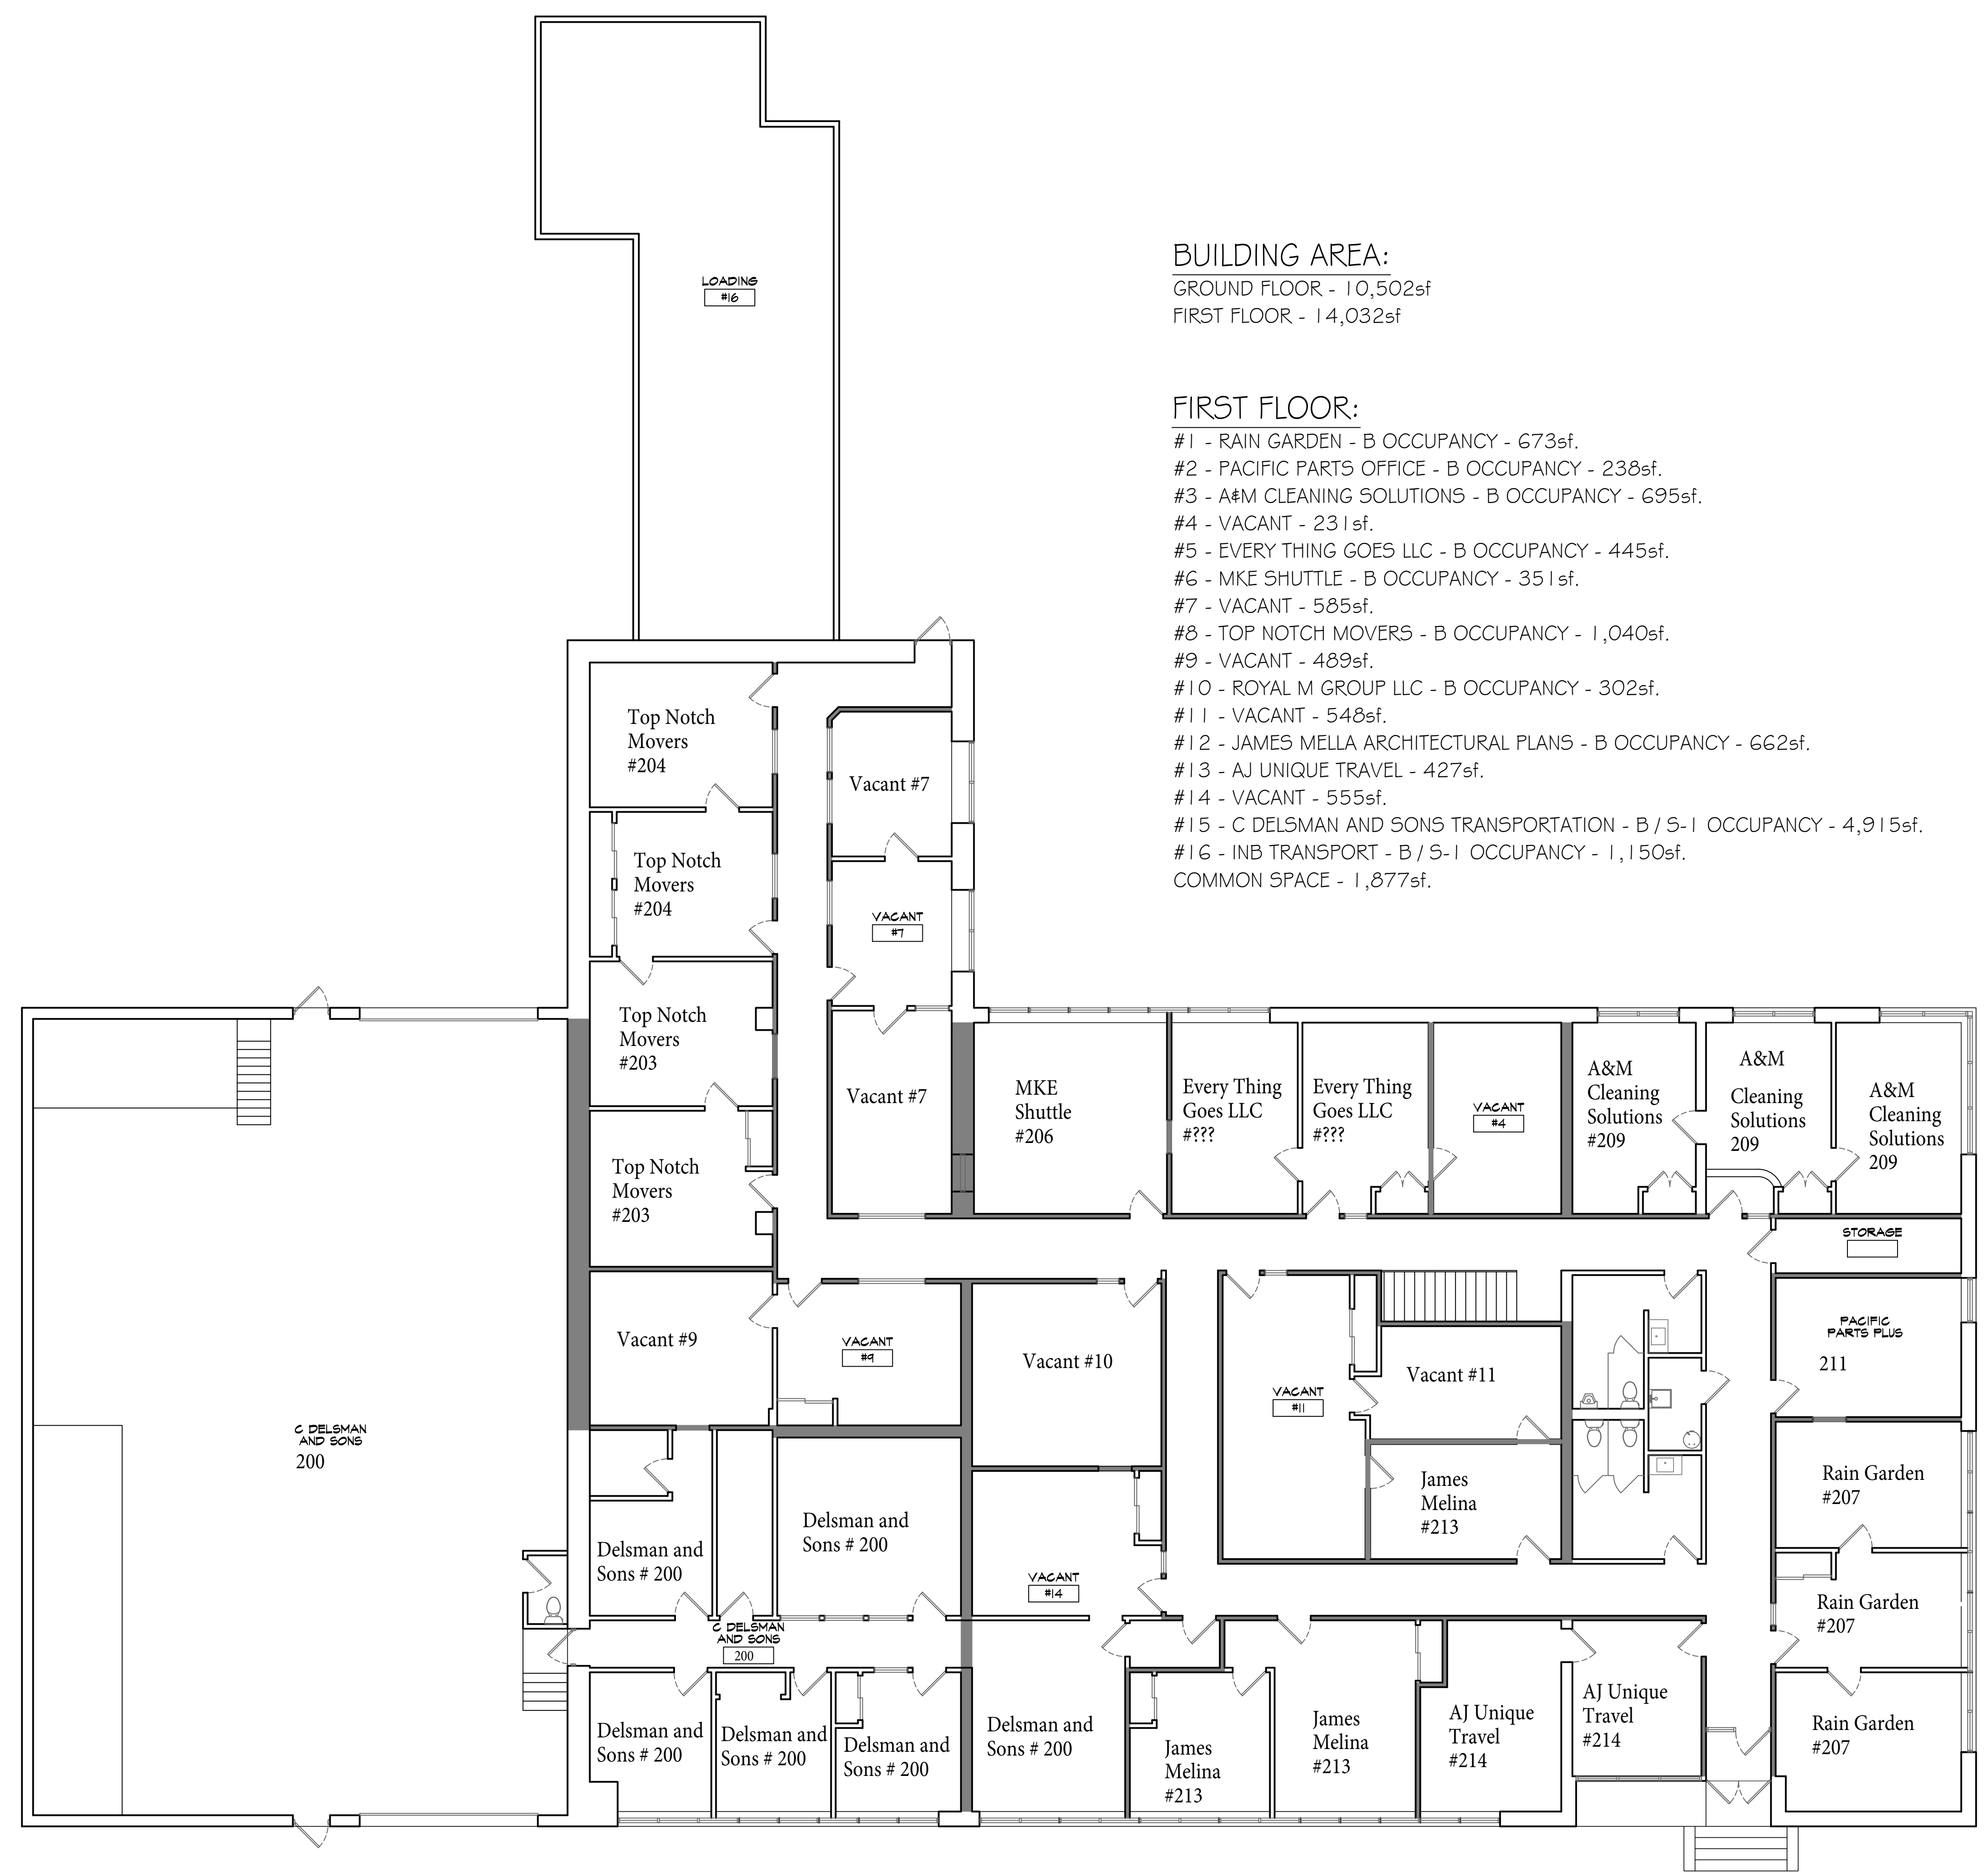 LOADING
#16
BUILDING AREA:
GROUND FLOOR - 10,502sf
FIRST FLOOR - 14,032sf
FIRST FLOOR:
#1 - RAIN GARDEN - B OCCUPANCY - 673sf.
#2 - PACIFIC PARTS OFFICE - B OCCUPANCY - 238sf.
#3 - A&M CLEANING SOLUTIONS - B OCCUPANCY - 695sf.
#4 - VACANT - 231sf.
#5 - EVERY THING GOES LLC - B OCCUPANCY - 445sf.
#6 - MKE SHUTTLE - B OCCUPANCY - 351sf.
#7 - VACANT - 585sf.
#8 - TOP NOTCH MOVERS - B OCCUPANCY - 1,040sf.
#9 - VACANT - 489sf.
#10 - ROYAL M GROUP LLC - B OCCUPANCY - 302sf.
#11 - VACANT - 548sf.
#12 - JAMES MELLA ARCHITECTURAL PLANS - B OCCUPANCY - 662sf.
#13 - AJ UNIQUE TRAVEL - 427sf.
#14 - VACANT - 555sf.
#15 - C DELSMAN AND SONS TRANSPORTATION - B / S-1 OCCUPANCY - 4,915sf.
#16 - INB TRANSPORT - B / S-1 OCCUPANCY - 1,150sf.
COMMON SPACE - 1,877sf.
Top Notch
Movers
#204
Vacant #7
Top Notch
Movers
#204
VACANT
#7
Top Notch
Movers
#203
Vacant #7
Top Notch
Movers
#203
MKE
Shuttle
#206
Every Thing
Goes LLC
#???
Every Thing
Goes LLC
#???
VACANT
#4
A&M
Cleaning
Solutions
#209
A&M
Cleaning
Solutions
209
A&M
Cleaning
Solutions
209
STORAGE
Vacant #9
VACANT
#9
Vacant #10
VACANT
#11
Vacant #11
PACIFIC
PARTS PLUS
211
C DELSMAN
AND SONS
200
Delsman and
Sons # 200
Delsman and
Sons # 200
VACANT
#14
James
Melina
#213
Rain Garden
#207
Rain Garden
#207
C DELSMAN
AND SONS
200
Delsman and
Sons # 200
Delsman and
Sons # 200
Delsman and
Sons # 200
Delsman and
Sons # 200
James
Melina
#213
James
Melina
#213
AJ Unique
Travel
#214
AJ Unique
Travel
#214
Rain Garden
#207